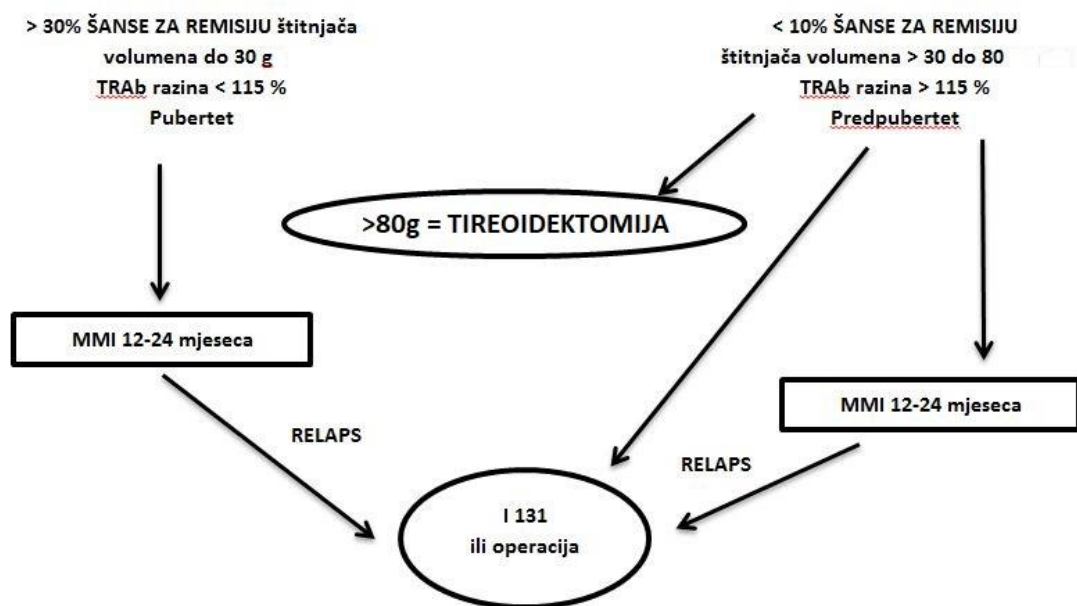 > 30% ŠANSE ZA REMISIJU štitnjača
volumena do 30 g
TRAb razina < 115 %
Pubertet
< 10% ŠANSE ZA REMISIJU
štitnjača volumena > 30 do 80
TRAb razina > 115 %
Predpubertet
>80g = TIREOIDEKTOMIJA
MMI 12-24 mjeseca
MMI 12-24 mjeseca
RELAPS
RELAPS
I 131
ili operacija